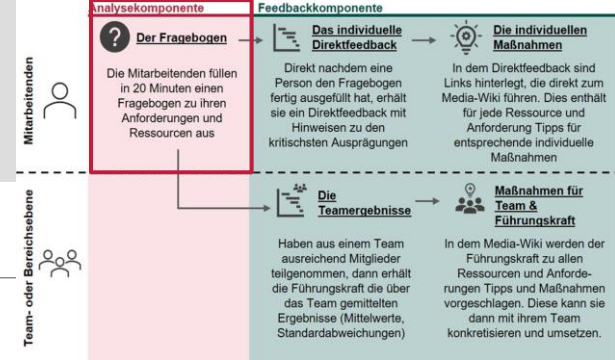 Analysekomponente
Feedbackkomponente
Mitarbeitenden
?
Der Fragebogen
Die Mitarbeitenden füllen
in 20 Minuten einen
Fragebogen zu ihren
Anforderungen und
Ressourcen aus
Das individuelle
Direktfeedback
Direkt nachdem eine
Person den Fragebogen
fertig ausgefüllt hat, erhält
sie ein Direktfeedback mit
Hinweisen zu den
kritischsten Ausprägungen
Die individuellen
Maßnahmen
In dem Direktfeedback sind
Links hinterlegt, die direkt zum
Media-Wiki führen. Dies enthält
für jede Ressource und
Anforderung Tipps für
entsprechende individuelle
Maßnahmen
Team- oder Bereichsebene
Die
Teamergebnisse
Haben aus einem Team
ausreichend Mitglieder
teilgenommen, dann erhält
die Führungskraft die über
das Team gemittelten
Ergebnisse (Mittelwerte,
Standardabweichungen)
Maßnahmen für
Team &
Führungskraft
In dem Media-Wiki werden der
Führungskraft zu allen
Ressourcen und Anforde-
rungen Tipps und Maßnahmen
vorgeschlagen. Diese kann sie
dann mit ihrem Team
konkretisieren und umsetzen.